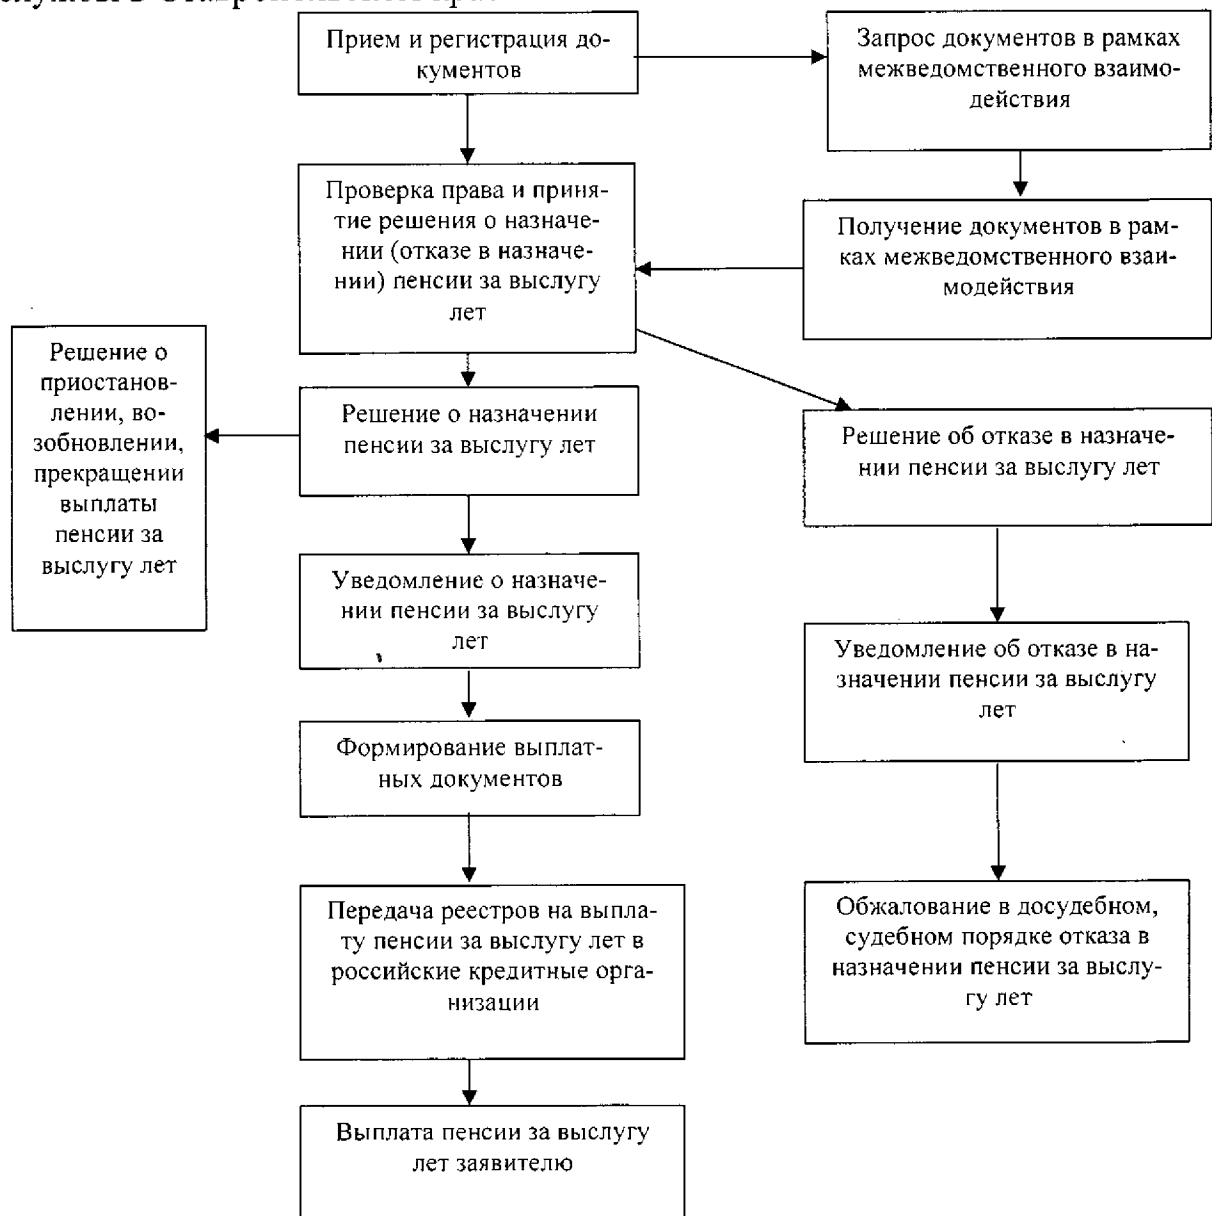 Прием и регистрация до-
кументов
Запрос документов в рамках
межведомственного взаимо-
действия
Проверка права и приня-
тие решения о назначе-
нии (отказе в назначе-
нии) пенсии за выслугу
лет
Получение документов в рам-
ках межведомственного взаи-
модействия
Решение о
приостанов-
лении, во-
зобновлении,
прекращении
выплаты
пенсии за
выслугу лет
Решение о назначении
пенсии за выслугу лет
Решение об отказе в назначе-
нии пенсии за выслугу лет
Уведомление о назначе-
нии пенсии за выслугу
лет
Уведомление об отказе в на-
значении пенсии за выслугу
лет
Формирование выплат-
ных документов
Передача реестров на выпла-
ту пенсии за выслугу лет в
российские кредитные орга-
низации
Обжалование в досудебном,
судебном порядке отказа в
назначении пенсии за выслу-
гу лет
Выплата пенсии за выслугу
лет заявителю